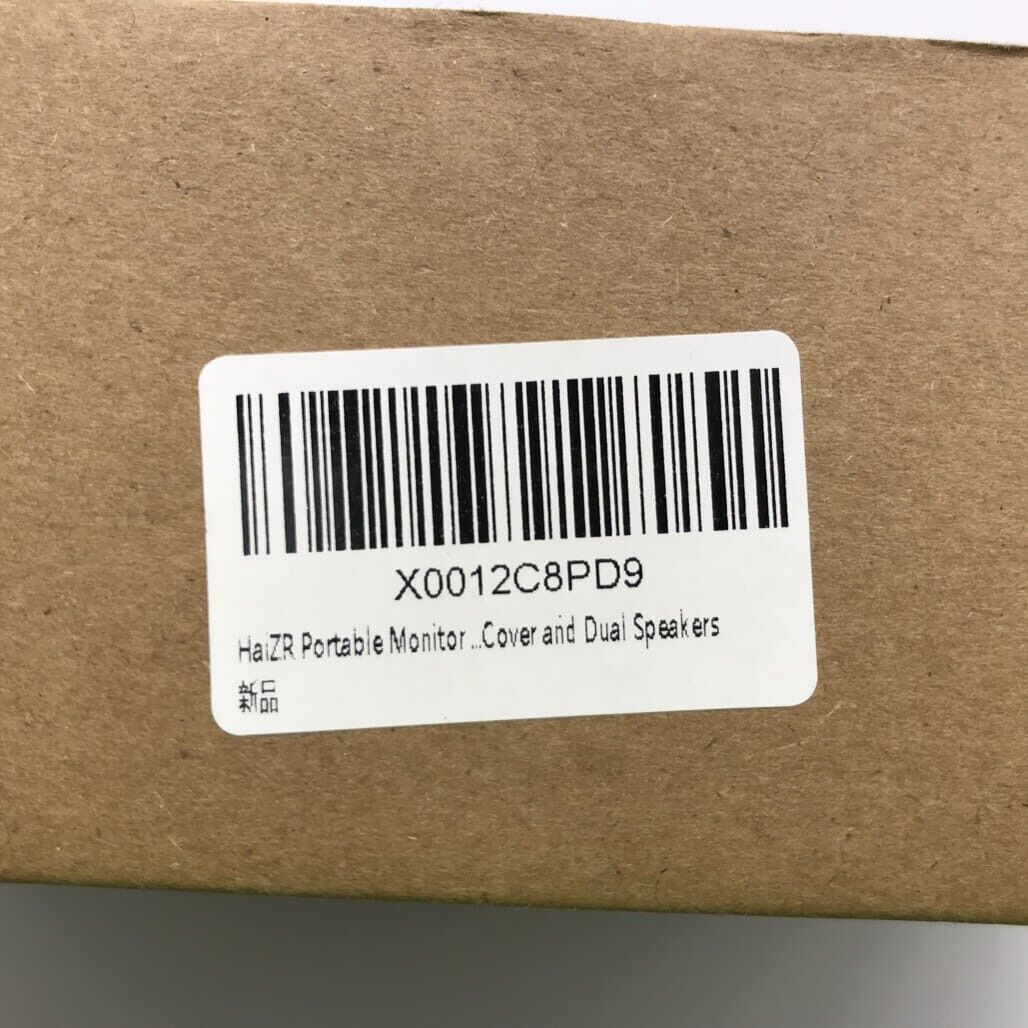 X0012C8PD9
HaiZR Portable Monitor ...Cover and Dual Speakers
新品